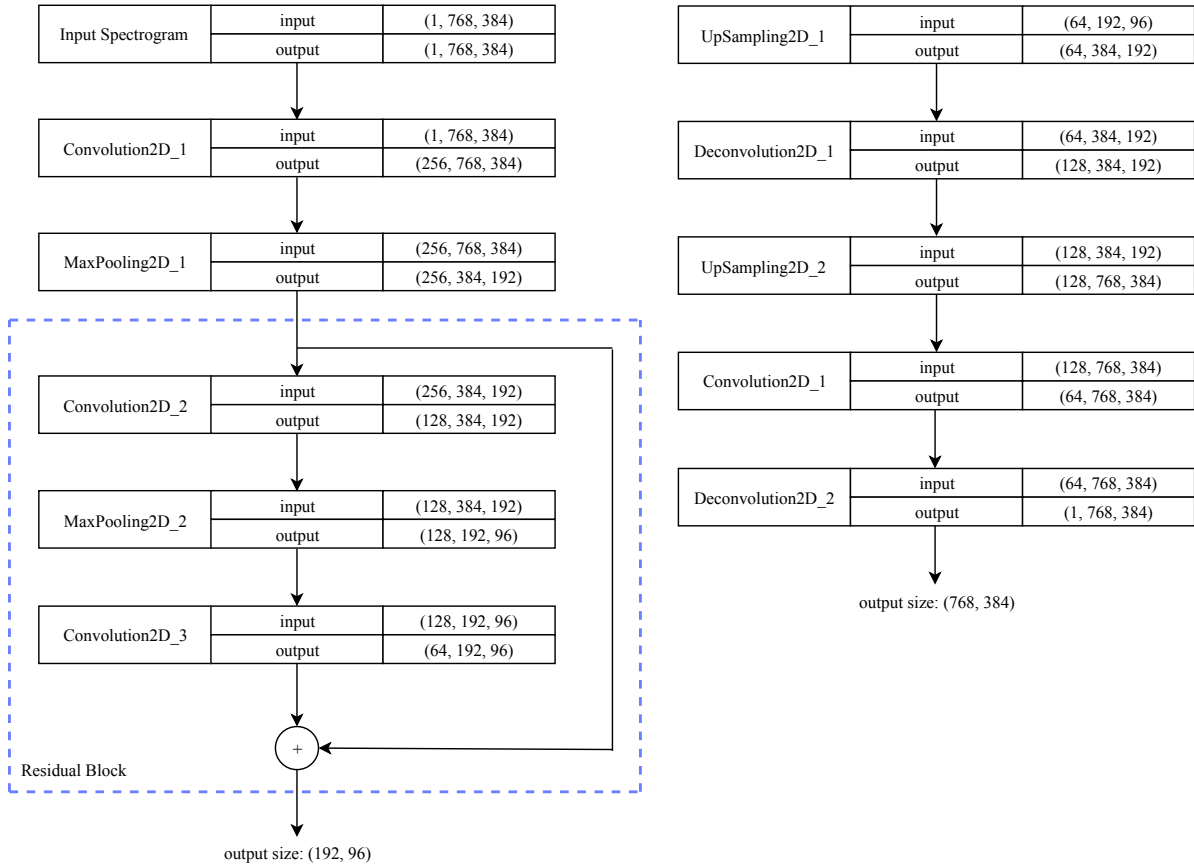 Input Spectrogram
input
(1, 768, 384)
output
(1, 768, 384)
Convolution2D_1
input
(1, 768, 384)
output
(256, 768, 384)
MaxPooling2D_1
input
(256, 768, 384)
output
(256, 384, 192)
Convolution2D_2
input
(256, 384, 192)
output
(128, 384, 192)
MaxPooling2D_2
input
(128, 384, 192)
output
(128, 192, 96)
Convolution2D_3
input
(128, 192, 96)
output
(64, 192, 96)
+
Residual Block
output size: (192, 96)
UpSampling2D_1
input
(64, 192, 96)
output
(64, 384, 192)
Deconvolution2D_1
input
(64, 384, 192)
output
(128, 384, 192)
UpSampling2D_2
input
(128, 384, 192)
output
(128, 768, 384)
Convolution2D_1
input
(128, 768, 384)
output
(64, 768, 384)
Deconvolution2D_2
input
(64, 768, 384)
output
(1, 768, 384)
output size: (768, 384)